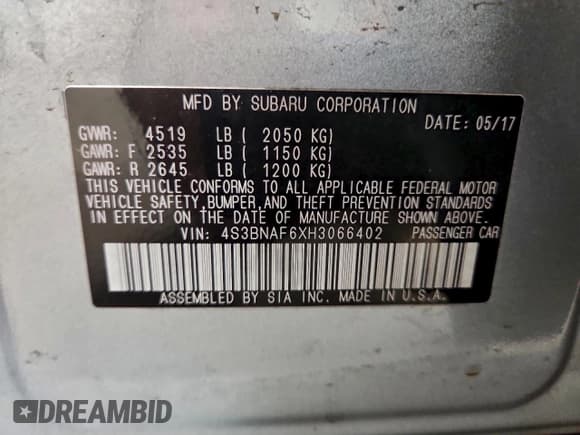 MFD BY SUBARU CORPORATION
DATE: 05/17
GVWR: 4519 LB ( 2050 KG)
GAWR: F 2535 LB ( 1150 KG)
GAWR: R 2645 LB ( 1200 KG)
THIS VEHICLE CONFORMS TO ALL APPLICABLE FEDERAL MOTOR
VEHICLE SAFETY,BUMPER,AND THEFT PREVENTION STANDARDS
IN EFFECT ON THE DATE OF MANUFACTURE SHOWN ABOVE.
VIN: 4S3BNAF6XH3066402 PASSENGER CAR
ASSEMBLED BY SIA INC. MADE IN U.S.A.
DREAMBID